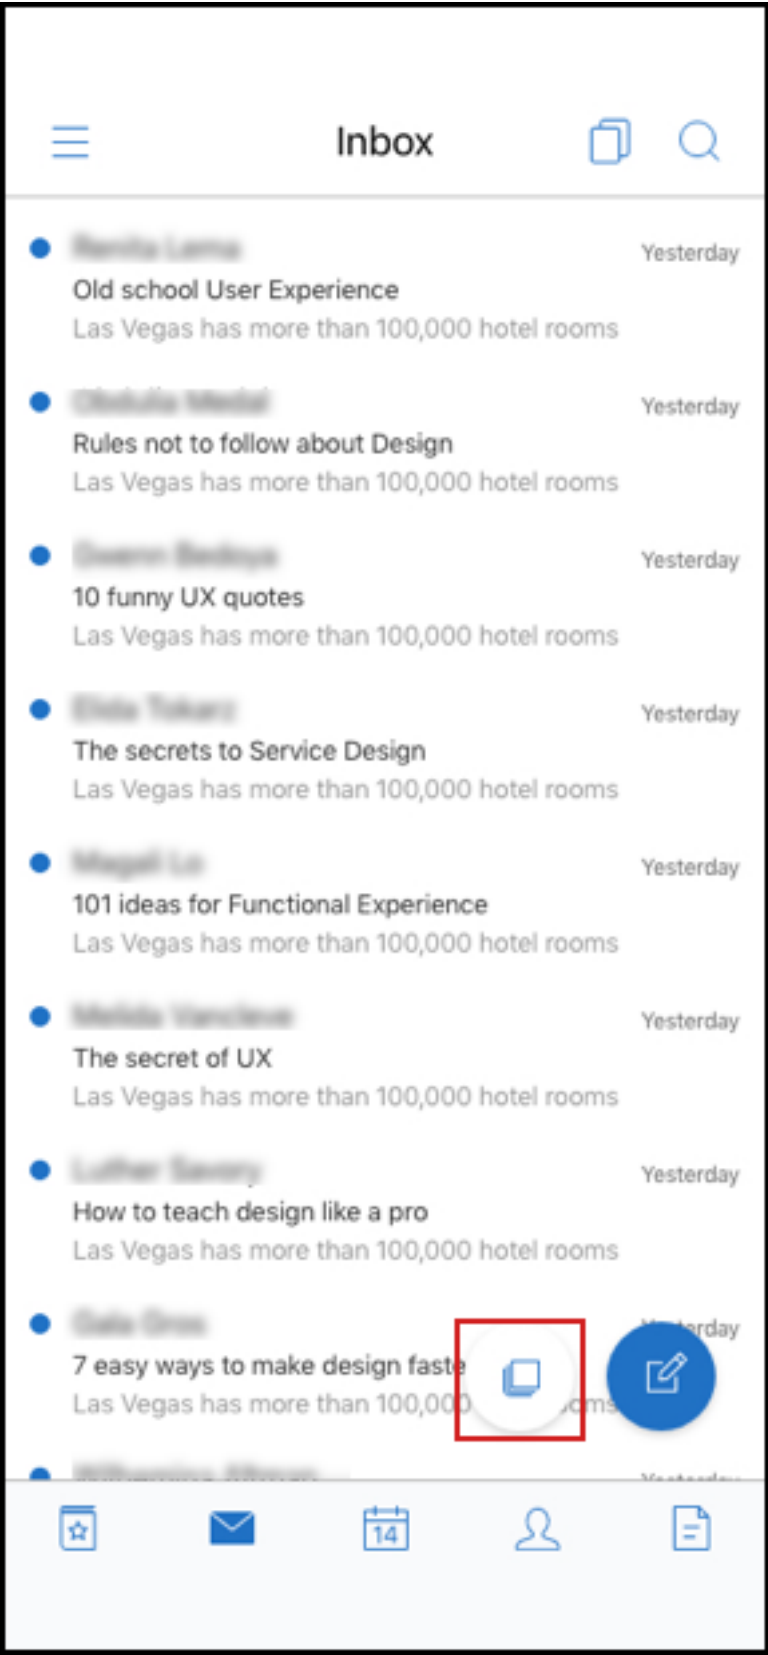 Inbox
Yesterday
Old school User Experience
Las Vegas has more than 100,000 hotel rooms
Yesterday
Rules not to follow about Design
Las Vegas has more than 100,000 hotel rooms
Yesterday
10 funny UX quotes
Las Vegas has more than 100,000 hotel rooms
Yesterday
The secrets to Service Design
Las Vegas has more than 100,000 hotel rooms
Yesterday
101 ideas for Functional Experience
Las Vegas has more than 100,000 hotel rooms
Yesterday
The secret of UX
Las Vegas has more than 100,000 hotel rooms
Yesterday
How to teach design like a pro
Las Vegas has more than 100,000 hotel rooms
7 easy ways to make design faste
Las Vegas has more than 100,000
14